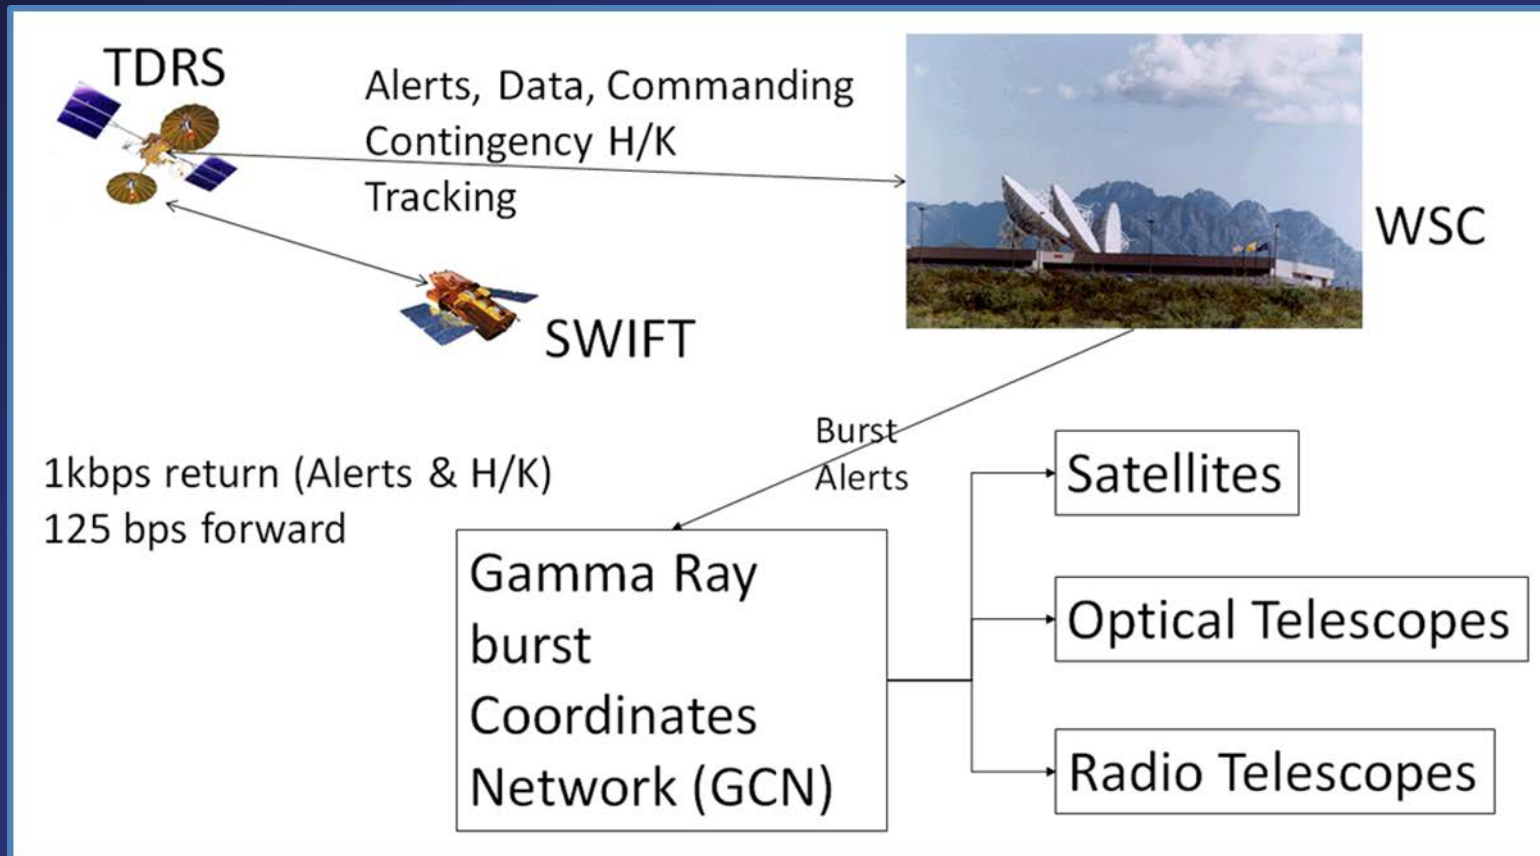 TDRS
Alerts, Data, Commanding
Contingency H/K
Tracking
WSC
SWIFT
1kbps return (Alerts & H/K)
125 bps forward
Burst
Alerts
Gamma Ray
burst
Coordinates
Network (GCN)
Satellites
Optical Telescopes
Radio Telescopes